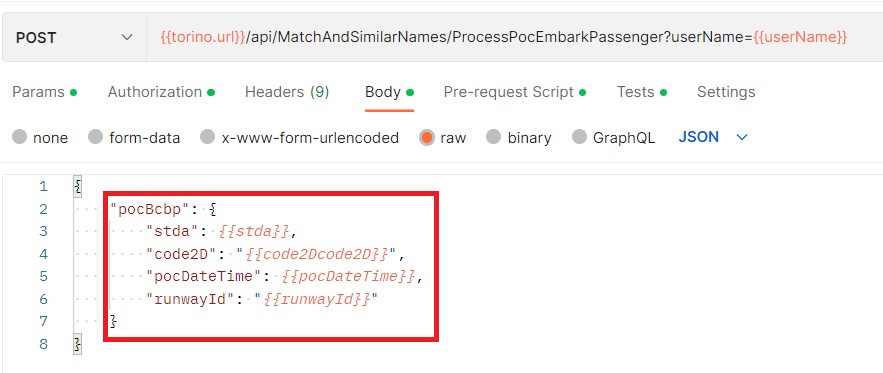 POST {{torino.url}}/api/MatchAndSimilarNames/ProcessPocEmbarkPassenger?userName={{userName}}
Params Authorization Headers (9) Body Pre-request Script Tests Settings
none form-data x-www-form-urlencoded raw binary GraphQL JSON
1 {
2 "pocBcbp": {
3 "stda": {{stda}},
4 "code2D": "{{code2Dcode2D}}",
5 "pocDateTime": {{pocDateTime}},
6 "runwayId": "{{runwayId}}"
7 }
8 }